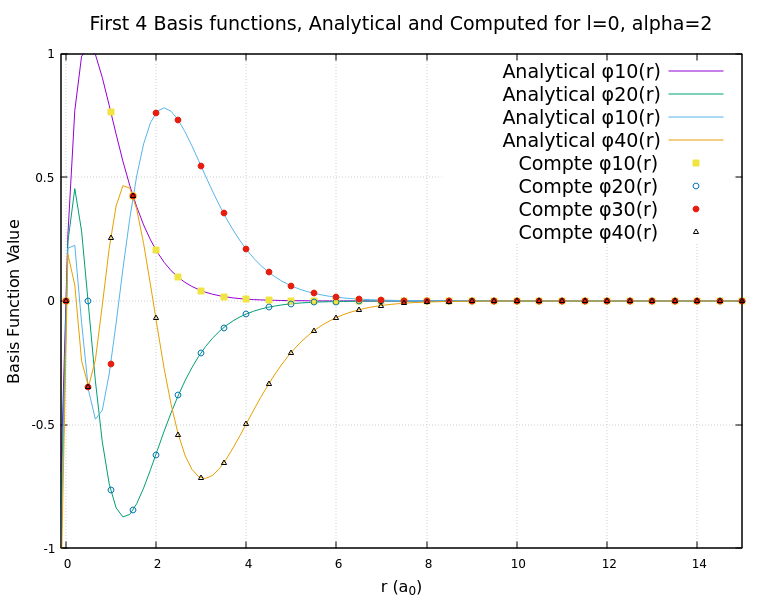 First 4 Basis functions, Analytical and Computed for l=0, alpha=2
Analytical φ10(r)
Analytical φ20(r)
Analytical φ10(r)
Analytical φ40(r)
Compte φ10(r)
Compte φ20(r)
Compte φ30(r)
Compte φ40(r)
1
0.5
0
-0.5
-1
Basis Function Value
0 2 4 6 8 10 12 14
r (a₀)